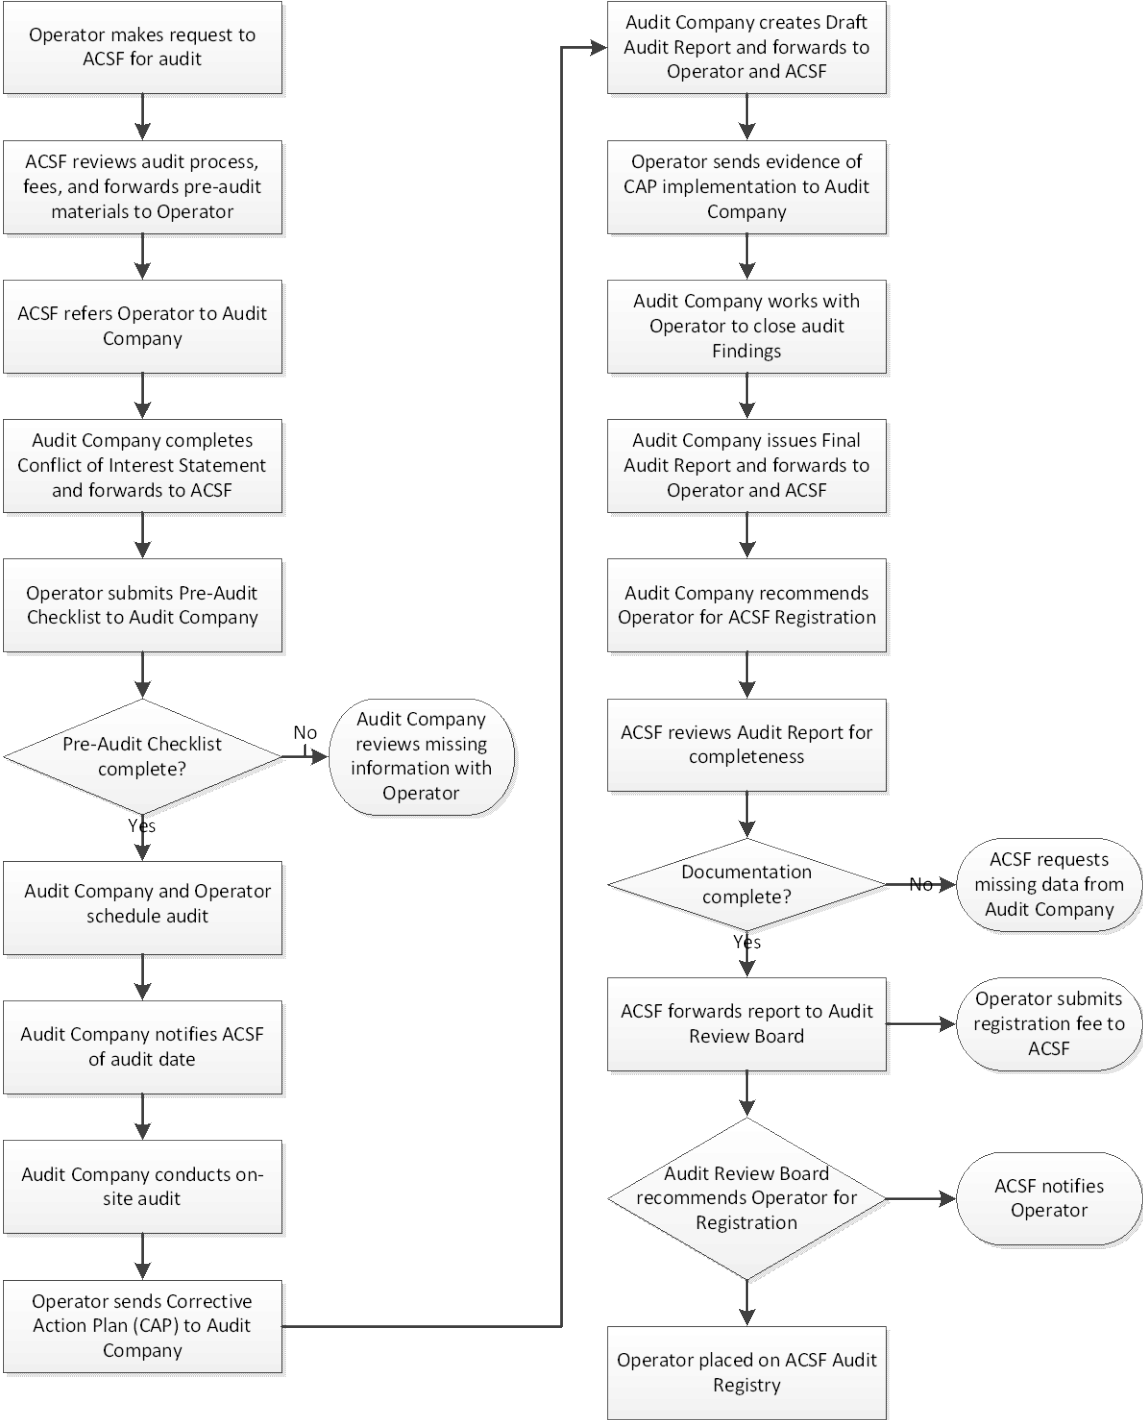 Operator makes request to
ACSF for audit
ACSF reviews audit process,
fees, and forwards pre-audit
materials to Operator
ACSF refers Operator to Audit
Company
Audit Company completes
Conflict of Interest Statement
and forwards to ACSF
Operator submits Pre-Audit
Checklist to Audit Company
Pre-Audit Checklist
complete?
No
Audit Company
reviews missing
information with
Operator
Yes
Audit Company and Operator
schedule audit
Audit Company notifies ACSF
of audit date
Audit Company conducts on-
site audit
Operator sends Corrective
Action Plan (CAP) to Audit
Company
Audit Company creates Draft
Audit Report and forwards to
Operator and ACSF
Operator sends evidence of
CAP implementation to Audit
Company
Audit Company works with
Operator to close audit
Findings
Audit Company issues Final
Audit Report and forwards to
Operator and ACSF
Audit Company recommends
Operator for ACSF Registration
ACSF reviews Audit Report for
completeness
Documentation
complete?
No
ACSF requests
missing data from
Audit Company
Yes
ACSF forwards report to Audit
Review Board
Operator submits
registration fee to
ACSF
Audit Review Board
recommends Operator for
Registration
ACSF notifies
Operator
Operator placed on ACSF Audit
Registry